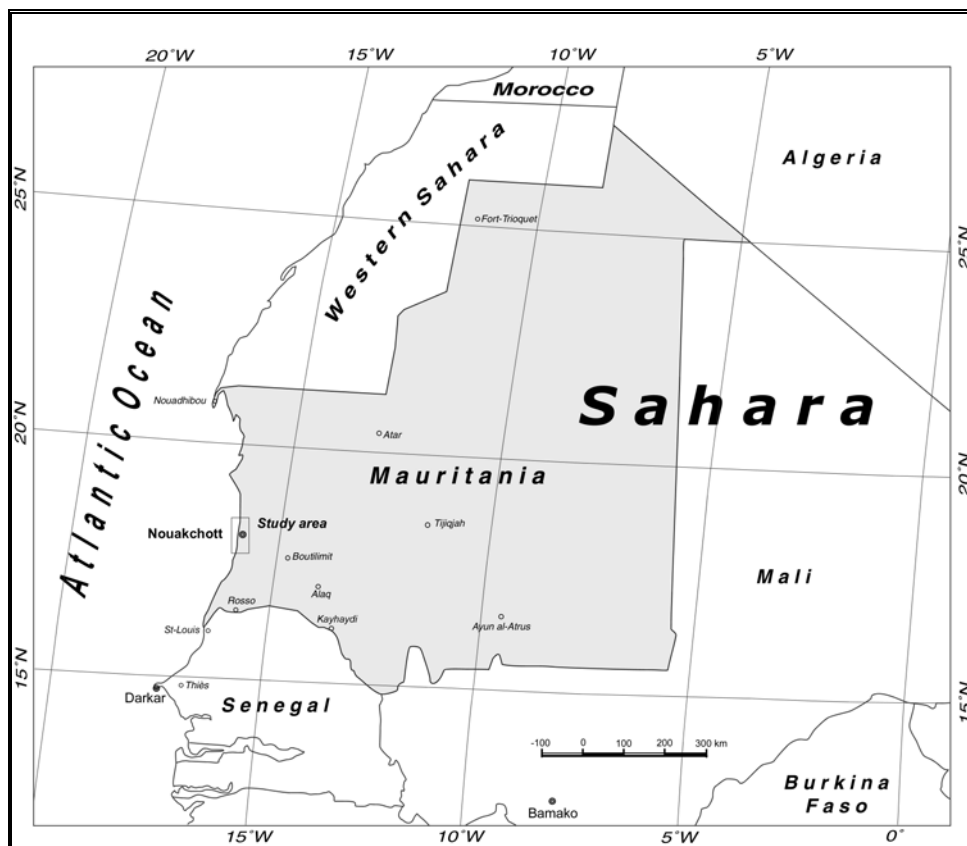 20°W
15°W
10°W
5°W
Morocco
Algeria
Western Sahara
25°N
25°N
Fort-Trioquet
Atlantic Ocean
Nouadhibou
Sahara
20°N
20°N
Atar
Mauritania
Nouakchott
Study area
Tijiqjah
Boutilimit
Mali
Alaq
Rosso
Kayhaydi
Ayun al-Atrus
St-Louis
15°N
15°N
Thiès
Darkar
Senegal
-100 0 100 200 300 km
Burkina
Faso
Bamako
15°W
10°W
5°W
0°